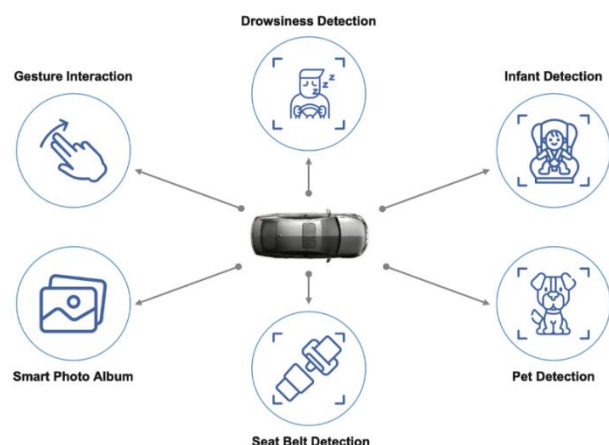 Drowsiness Detection
Gesture Interaction
Infant Detection
z
z
z
Smart Photo Album
Pet Detection
Seat Belt Detection